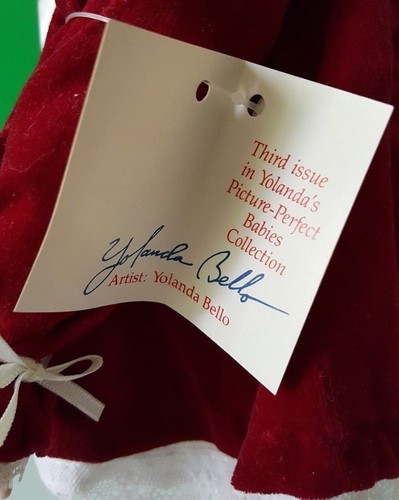 Third issue
in Yolanda's
Picture-Perfect
Babies
Collection
Yolanda Bello
Artist: Yolanda Bello